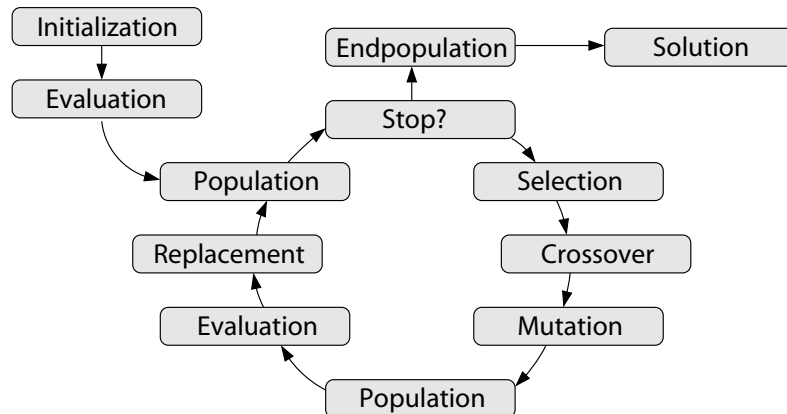 Initialization
Evaluation
Endpopulation
Solution
Stop?
Population
Selection
Replacement
Crossover
Evaluation
Mutation
Population